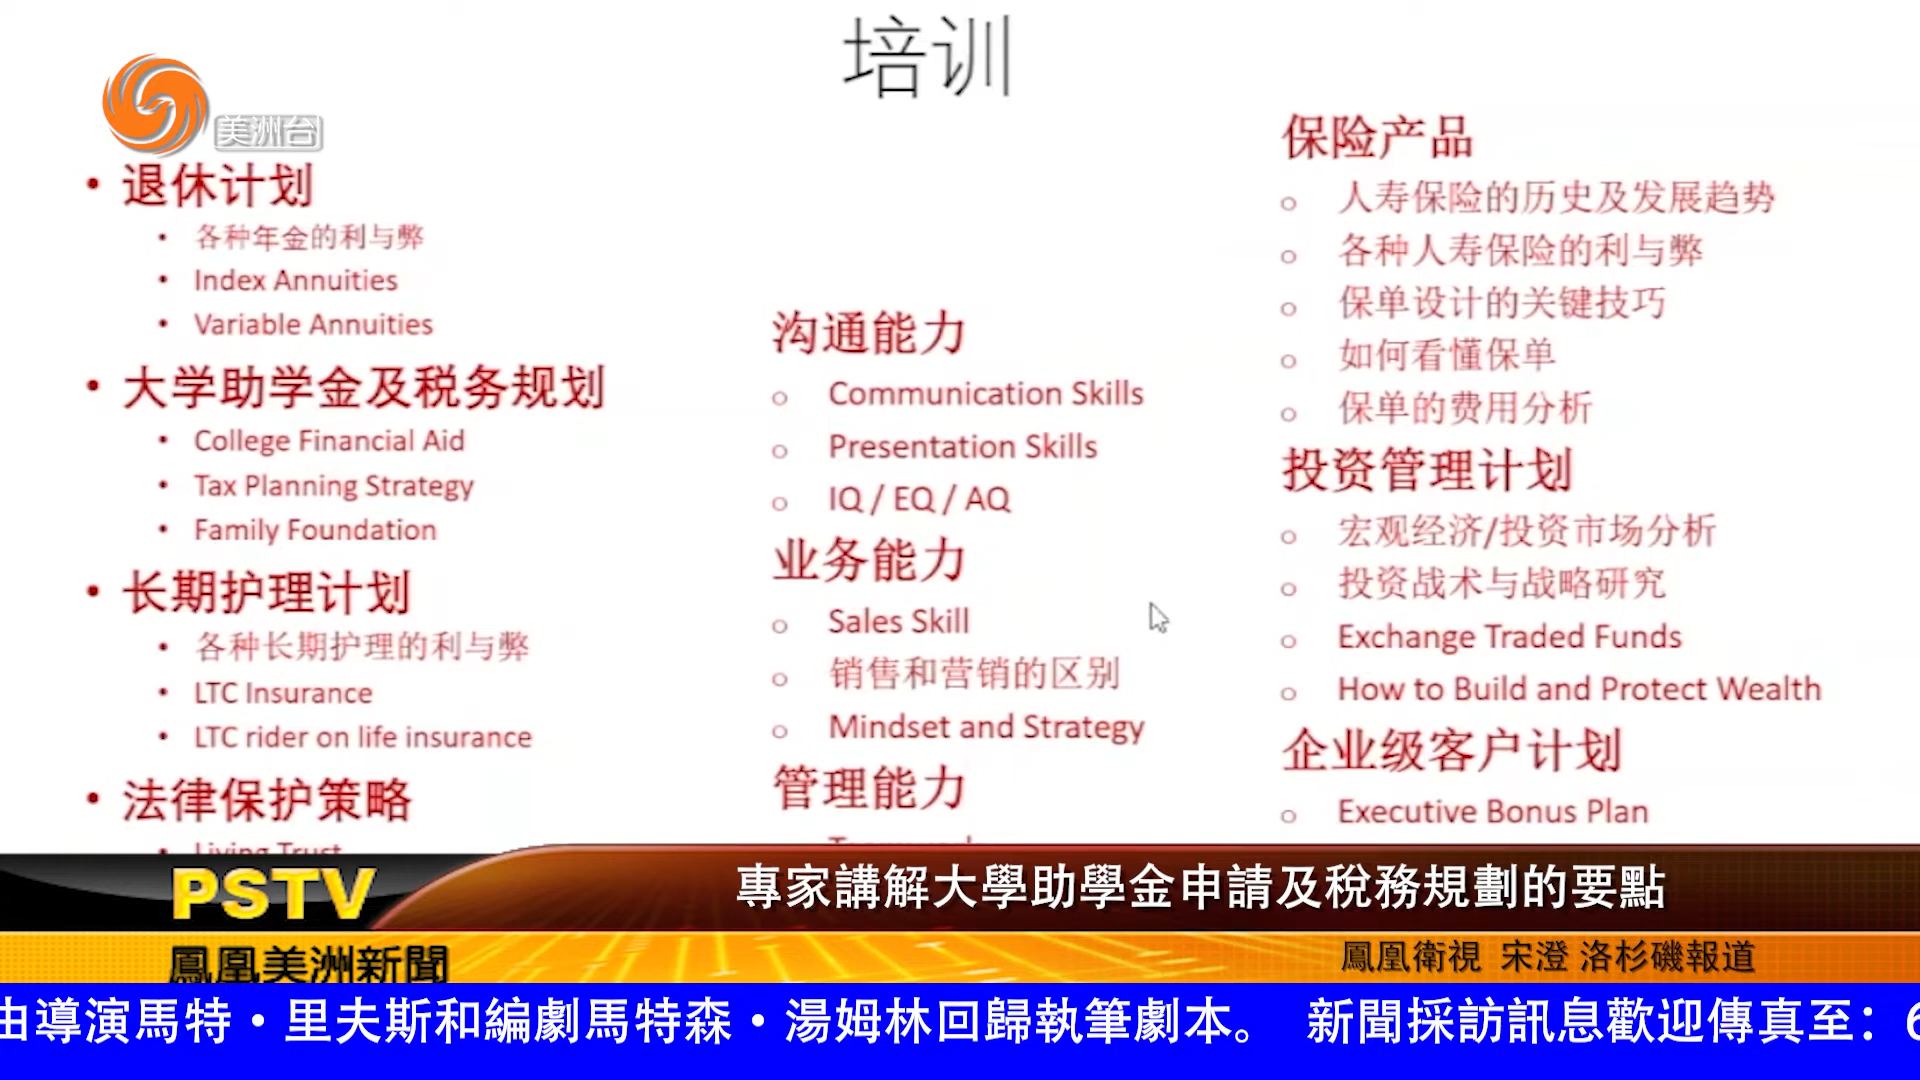 培训
美洲台
• 退休计划
• 各种年金的利与弊
• Index Annuities
• Variable Annuities
• 大学助学金及税务规划
• College Financial Aid
• Tax Planning Strategy
• Family Foundation
• 长期护理计划
• 各种长期护理的利与弊
• LTC Insurance
• LTC rider on life insurance
• 法律保护策略
• Living Trust
沟通能力
o Communication Skills
o Presentation Skills
o IQ / EQ / AQ
业务能力
o Sales Skill
o 销售和营销的区别
o Mindset and Strategy
管理能力
保险产品
o 人寿保险的历史及发展趋势
o 各种人寿保险的利与弊
o 保单设计的关键技巧
o 如何看懂保单
o 保单的费用分析
投资管理计划
o 宏观经济/投资市场分析
o 投资战术与战略研究
o Exchange Traded Funds
o How to Build and Protect Wealth
企业级客户计划
o Executive Bonus Plan
PSTV
專家講解大學助學金申請及稅務規劃的要點
鳳凰美洲新聞
鳳凰衛視 宋澄 洛杉磯報道
由導演馬特·里夫斯和編劇馬特森·湯姆林回歸執筆劇本。 新聞採訪訊息歡迎傳真至：6